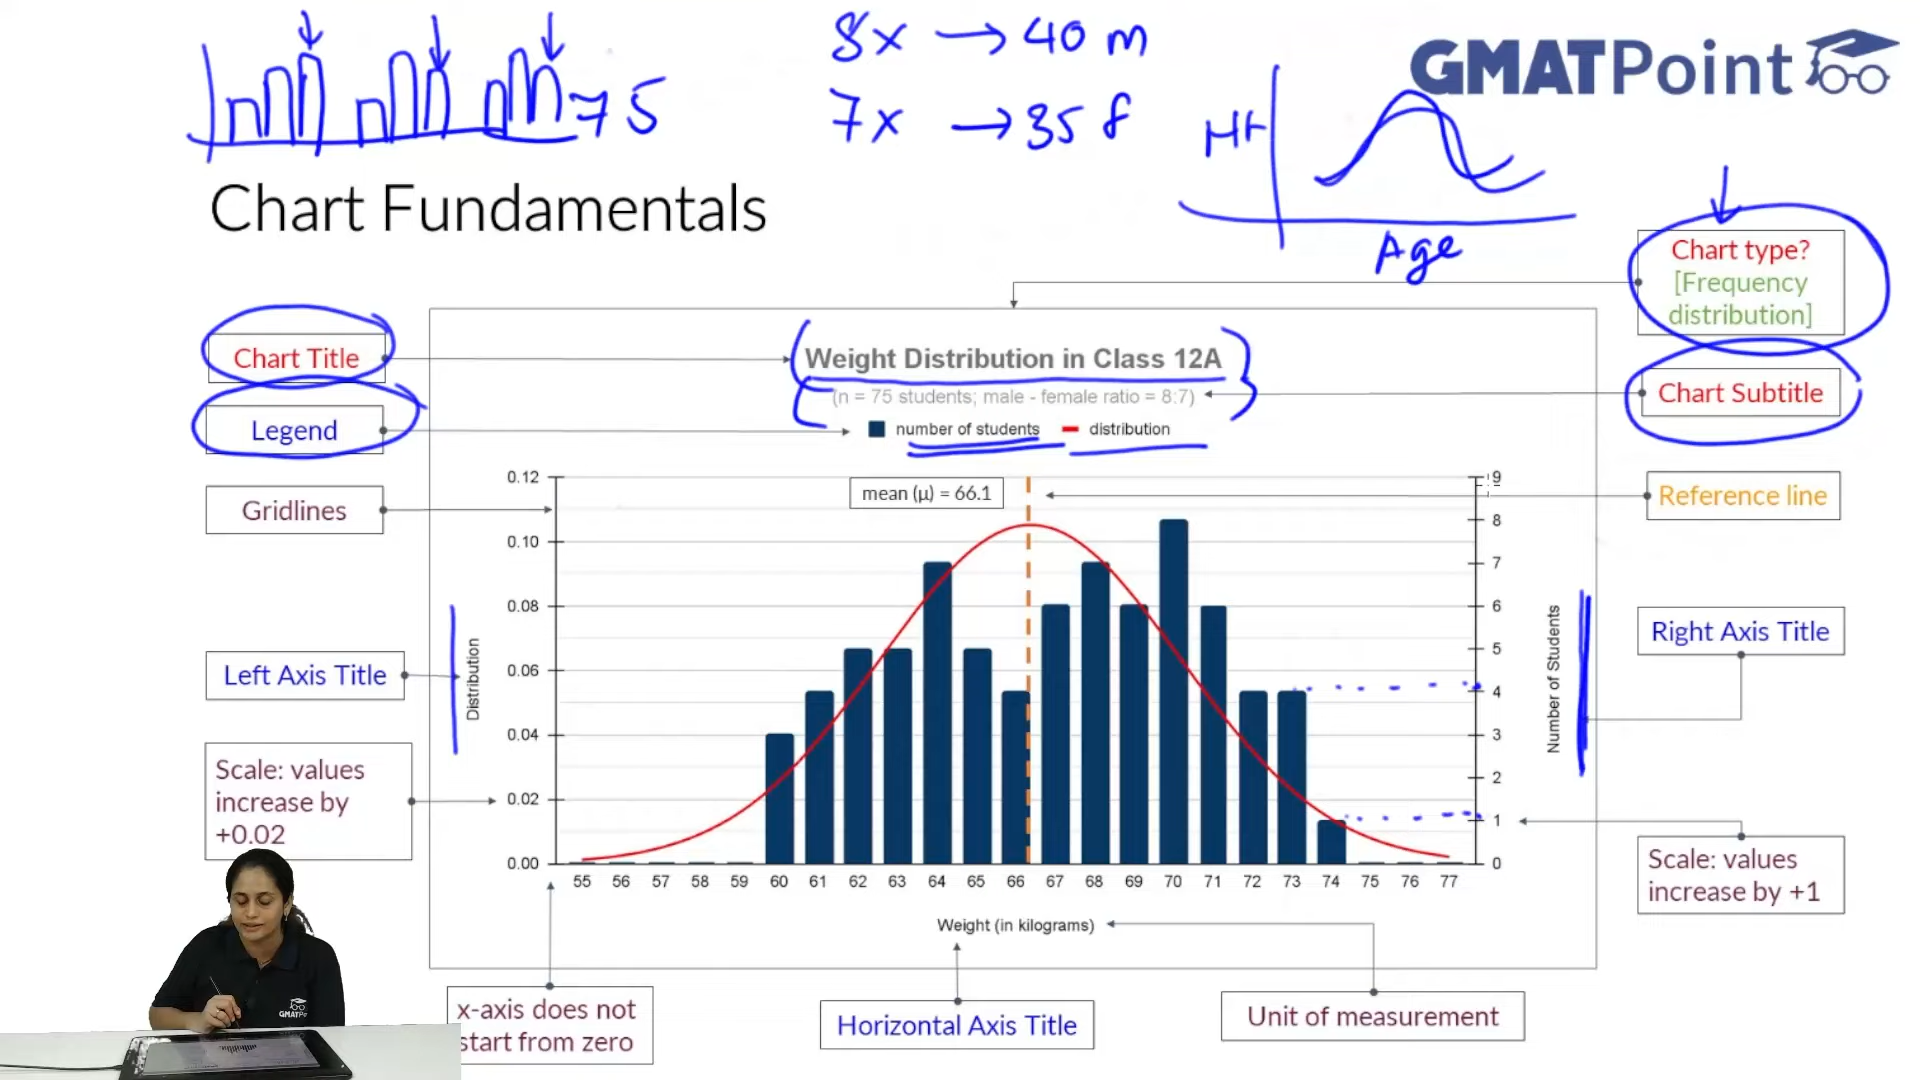 8x → 40 m
GMATPoint
75
7x → 35 f
Ht
Chart Fundamentals
Age
Chart type?
[Frequency
distribution]
Chart Title
Weight Distribution in Class 12A
(n = 75 students; male - female ratio = 8:7)
Chart Subtitle
Legend
number of students
distribution
Gridlines
0.12
mean (μ) = 66.1
9
Reference line
8
0.10
7
0.08
6
Right Axis Title
Left Axis Title
Distribution
0.06
5
4
Number of Students
0.04
3
2
Scale: values
increase by
+0.02
0.02
1
0.00
0
Scale: values
increase by +1
55 56 57 58 59 60 61 62 63 64 65 66 67 68 69 70 71 72 73 74 75 76 77
Weight (in kilograms)
x-axis does not
start from zero
Horizontal Axis Title
Unit of measurement